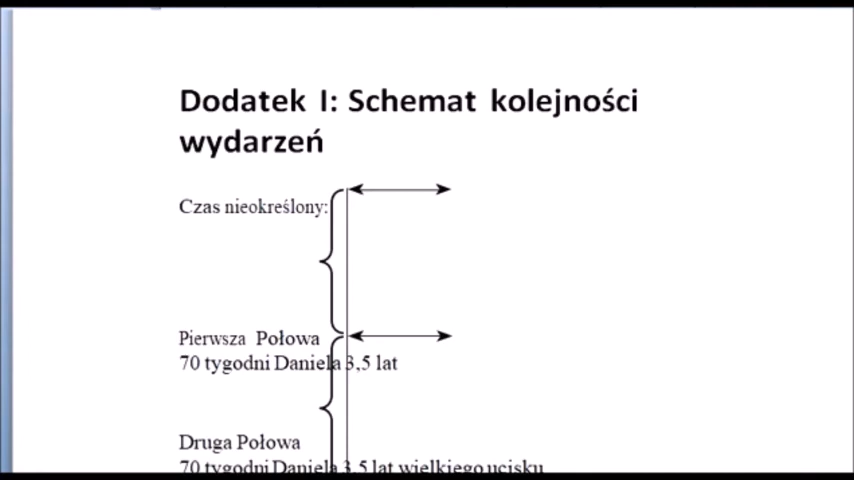 Dodatek I: Schemat kolejności
wydarzeń
Czas nieokreślony:
Pierwsza Połowa
70 tygodni Daniela 3,5 lat
Druga Połowa
70 tygodni Daniela 3,5 lat wielkiego ucisku